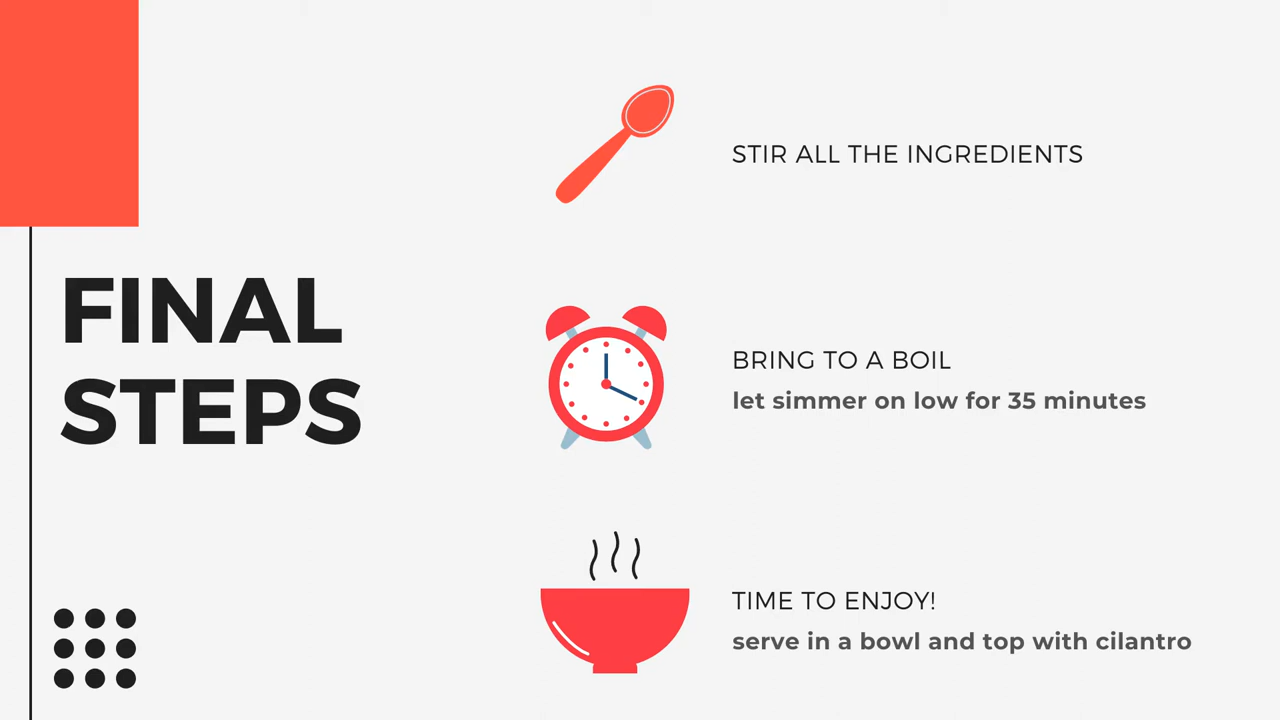 FINAL
STEPS
STIR ALL THE INGREDIENTS
BRING TO A BOIL
let simmer on low for 35 minutes
TIME TO ENJOY!
serve in a bowl and top with cilantro